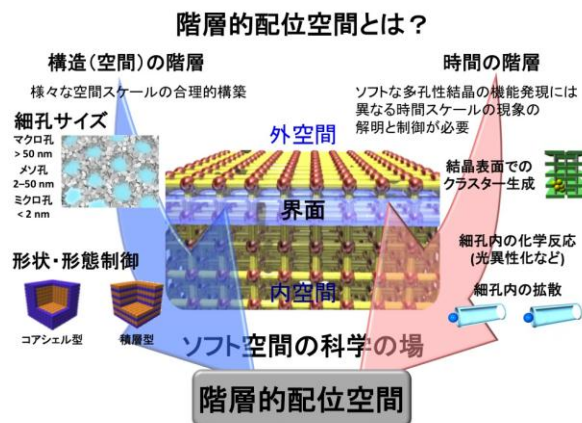 階層的配位空間とは？
構造（空間）の階層
様々な空間スケールの合理的構築
細孔サイズ
マクロ孔
> 50 nm
メソ孔
2–50 nm
ミクロ孔
< 2 nm
形状・形態制御
コアシェル型
積層型
外空間
界面
内空間
時間の階層
ソフトな多孔性結晶の機能発現には
異なる時間スケールの現象の
解明と制御が必要
結晶表面での
クラスター生成
細孔内の化学反応
(光異性化など)
細孔内の拡散
ソフト空間の科学の場
階層的配位空間